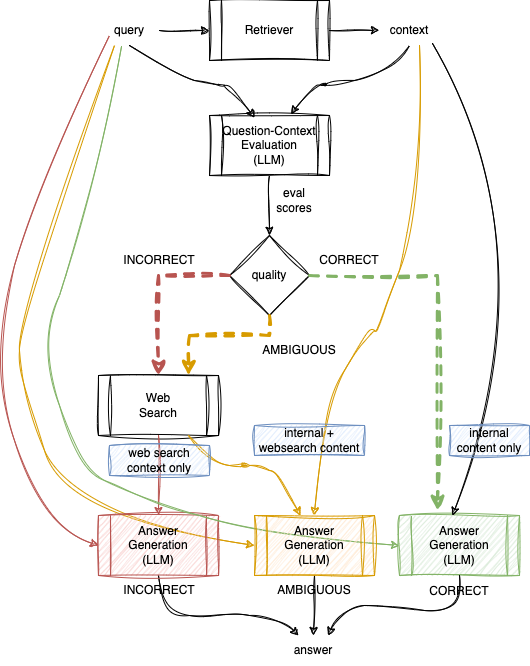 query
Retriever
context
Question-Context
Evaluation
(LLM)
eval
scores
INCORRECT
CORRECT
quality
AMBIGUOUS
Web
Search
internal +
websearch content
internal
content only
web search
context only
Answer
Generation
(LLM)
Answer
Generation
(LLM)
Answer
Generation
(LLM)
INCORRECT
AMBIGUOUS
CORRECT
answer